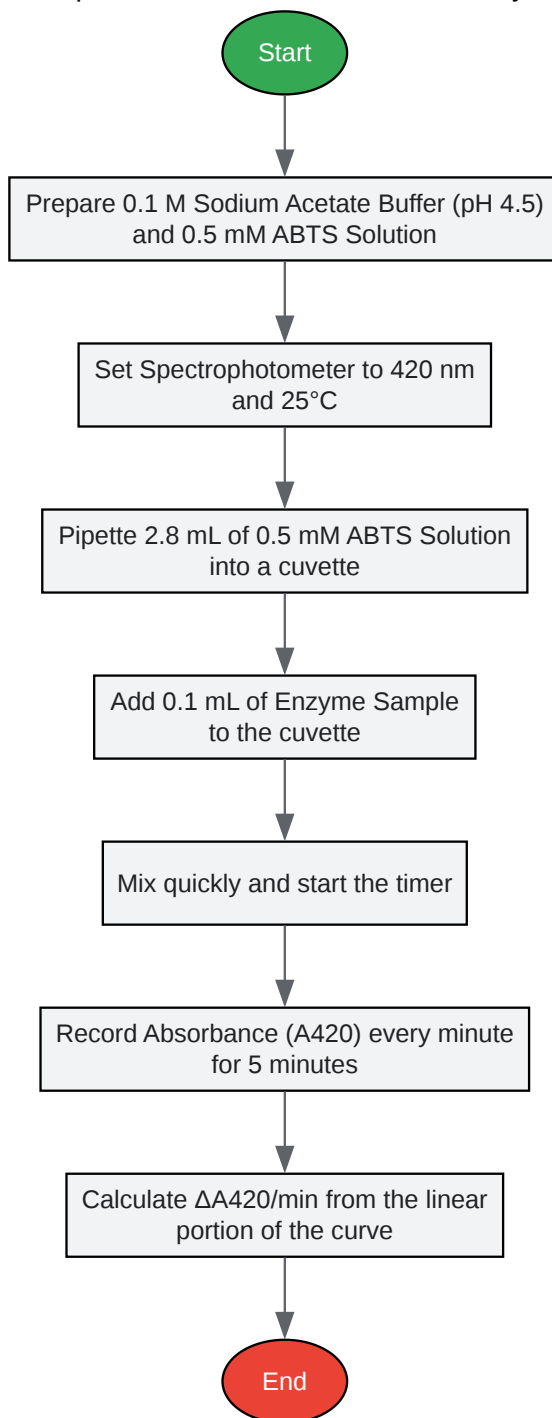 Start
Prepare 0.1 M Sodium Acetate Buffer (pH 4.5)
and 0.5 mM ABTS Solution
Set Spectrophotometer to 420 nm
and 25°C
Pipette 2.8 mL of 0.5 mM ABTS Solution
into a cuvette
Add 0.1 mL of Enzyme Sample
to the cuvette
Mix quickly and start the timer
Record Absorbance (A420) every minute
for 5 minutes
Calculate ΔA420/min from the linear
portion of the curve
End